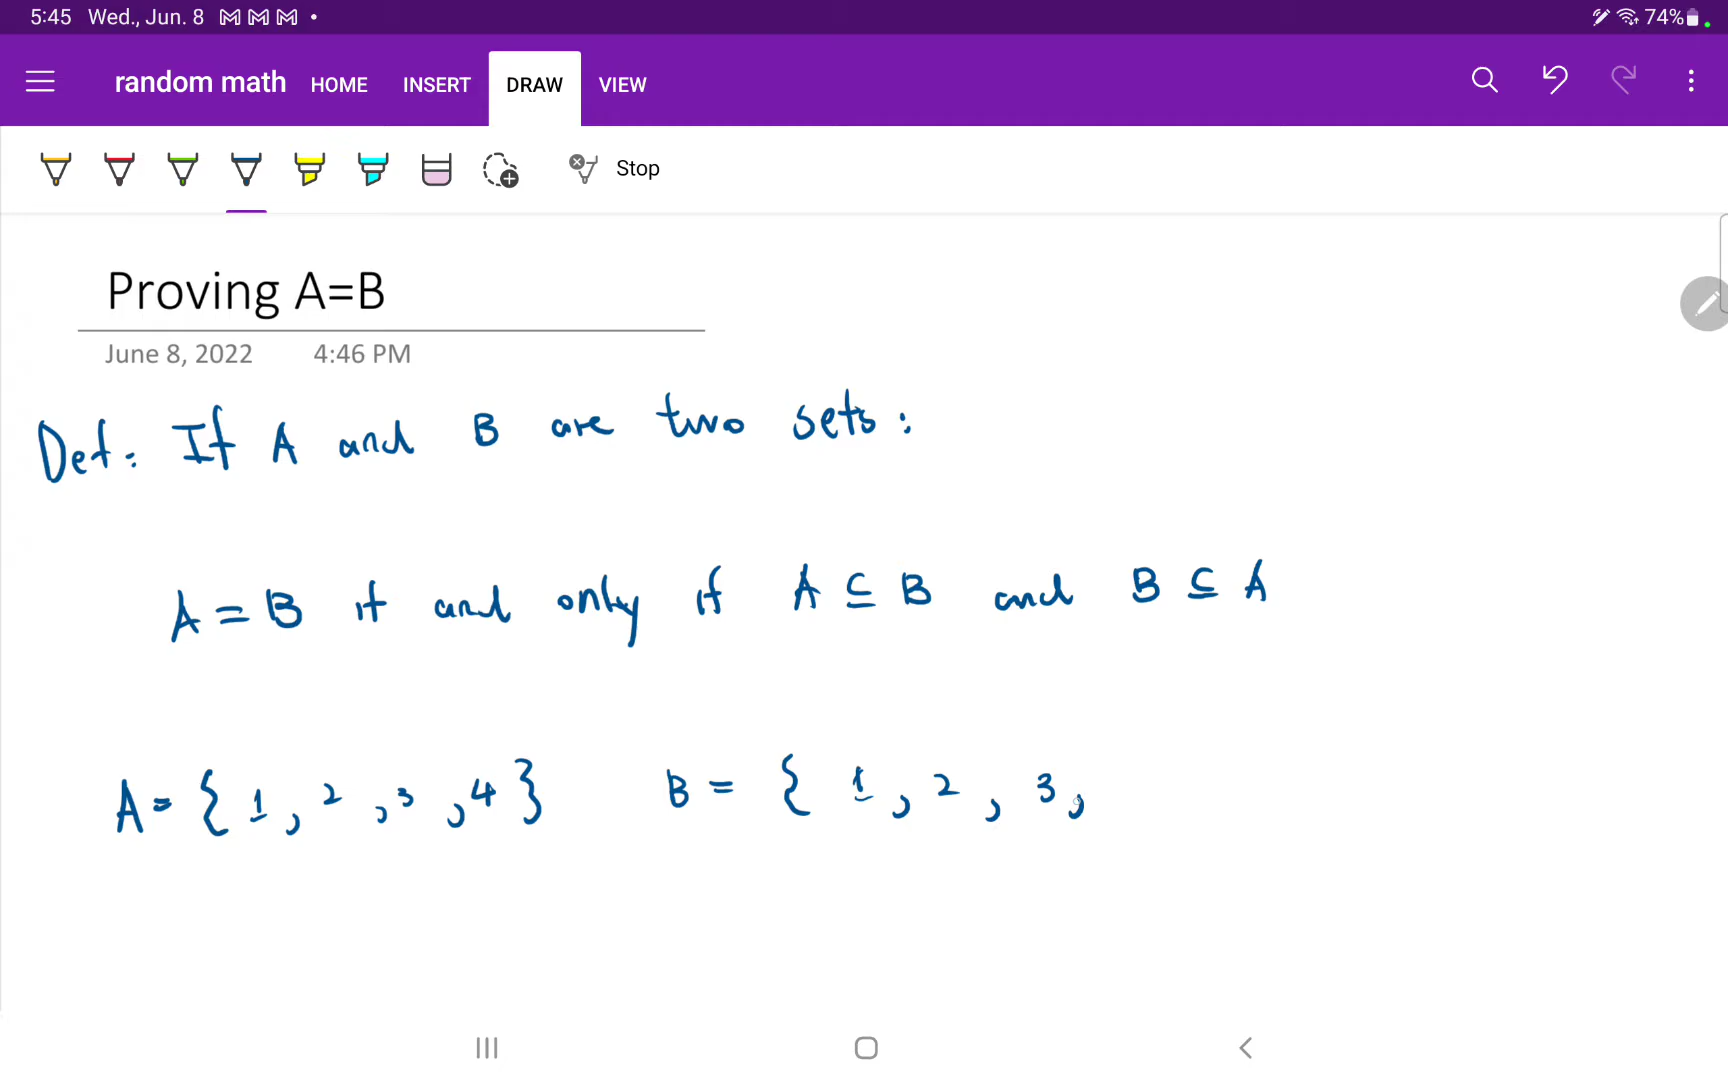 5:45 Wed., Jun. 8 74%
random math HOME INSERT DRAW VIEW
Stop
Proving A=B
June 8, 2022 4:46 PM
Def: If A and B are two sets:
A = B if and only if A ⊆ B and B ⊆ A
A = { 1, 2, 3, 4 } B = { 1, 2, 3,